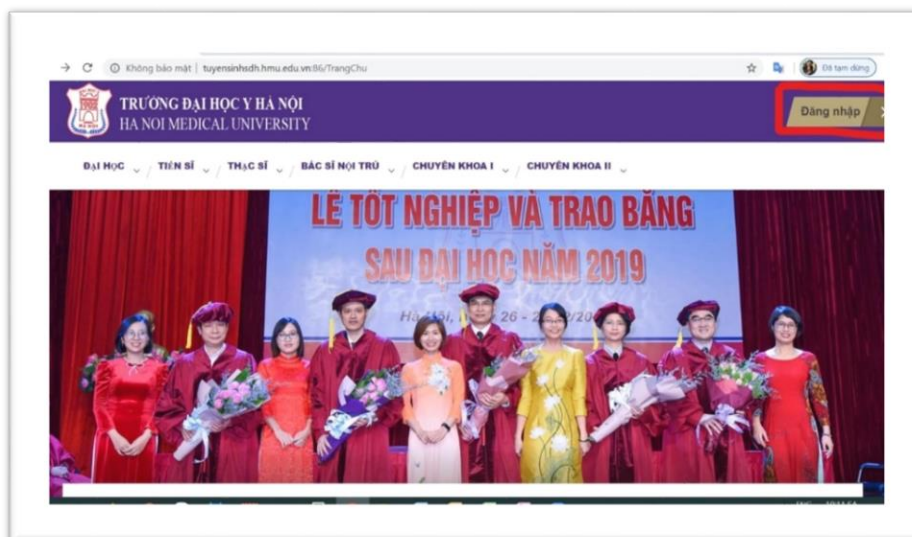 Không bảo mật | tuyensinhsdh.hmu.edu.vn:86/TrangChu
Đã tạm dừng
TRƯỜNG ĐẠI HỌC Y HÀ NỘI
HA NOI MEDICAL UNIVERSITY
Đăng nhập
ĐẠI HỌC / TIẾN SĨ / THẠC SĨ / BÁC SĨ NỘI TRÚ / CHUYÊN KHOA I / CHUYÊN KHOA II
LỄ TỐT NGHIỆP VÀ TRAO BẰNG
SAU ĐẠI HỌC NĂM 2019